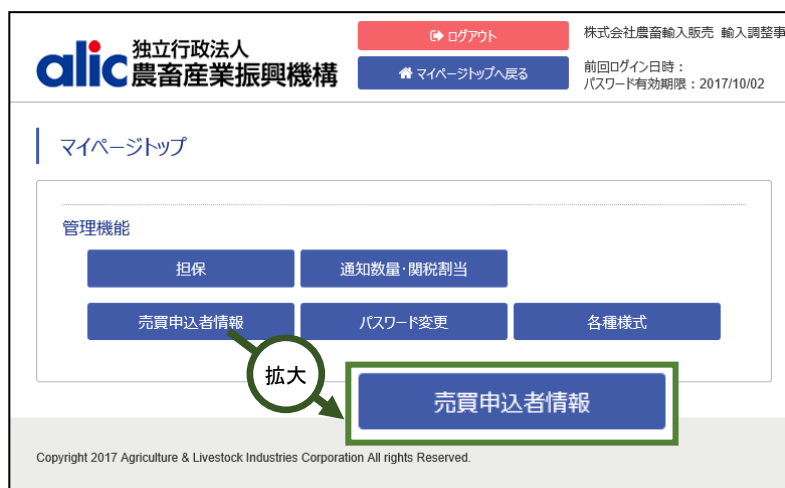 alic 独立行政法人
農畜産業振興機構
ログアウト
マイページトップへ戻る
株式会社農畜輸入販売 輸入調整事
前回ログイン日時：
パスワード有効期限：2017/10/02
マイページトップ
管理機能
担保
通知数量・関税割当
売買申込者情報
パスワード変更
各種様式
拡大
売買申込者情報
Copyright 2017 Agriculture & Livestock Industries Corporation All rights Reserved.